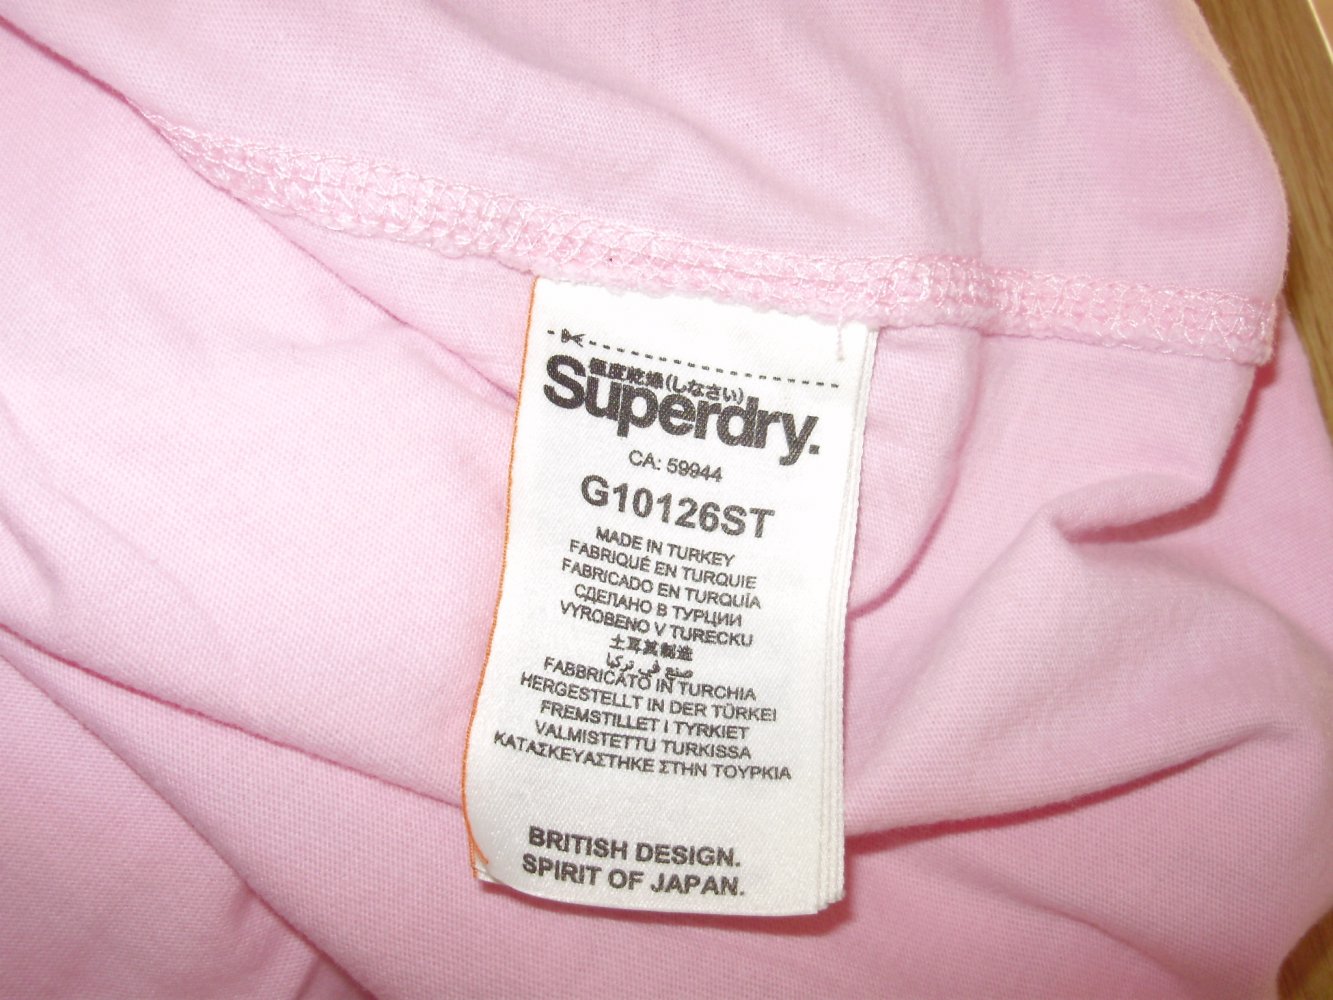 極度乾燥(しなさい)
Superdry.
CA: 59944
G10126ST
MADE IN TURKEY
FABRIQUÉ EN TURQUIE
FABRICADO EN TURQUÍA
СДЕЛАНО В ТУРЦИИ
VYROBENO V TURECKU
土耳其制造
صنع في تركيا
FABBRICATO IN TURCHIA
HERGESTELLT IN DER TÜRKEI
FREMSTILLET I TYRKIET
VALMISTETTU TURKISSA
ΚΑΤΑΣΚΕΥΑΣΤΗΚΕ ΣΤΗΝ ΤΟΥΡΚΙΑ
BRITISH DESIGN.
SPIRIT OF JAPAN.